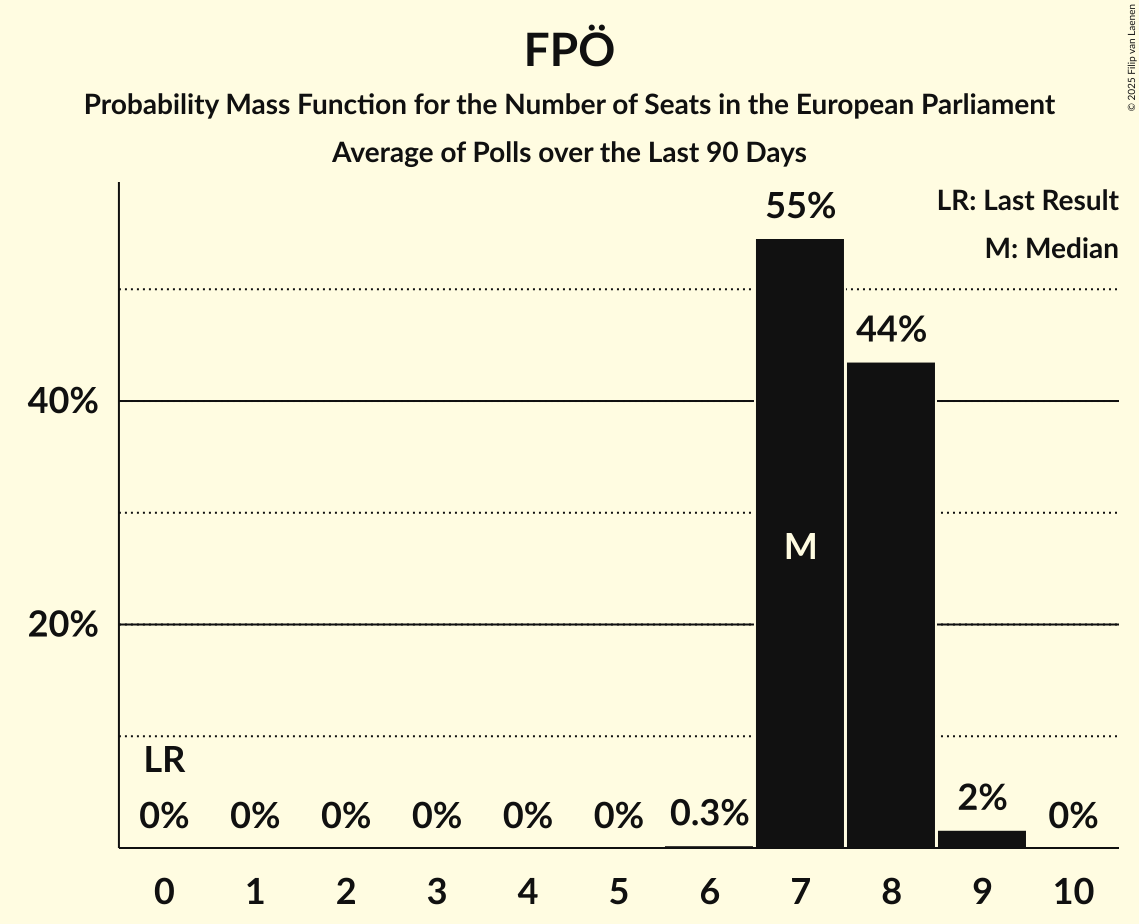 FPÖ
Probability Mass Function for the Number of Seats in the European Parliament
Average of Polls over the Last 90 Days
© 2025 Filip van Laenen
LR: Last Result
M: Median
55%
44%
40%
M
20%
LR
0% 0% 0% 0% 0% 0% 0.3% 2% 0%
0 1 2 3 4 5 6 7 8 9 10